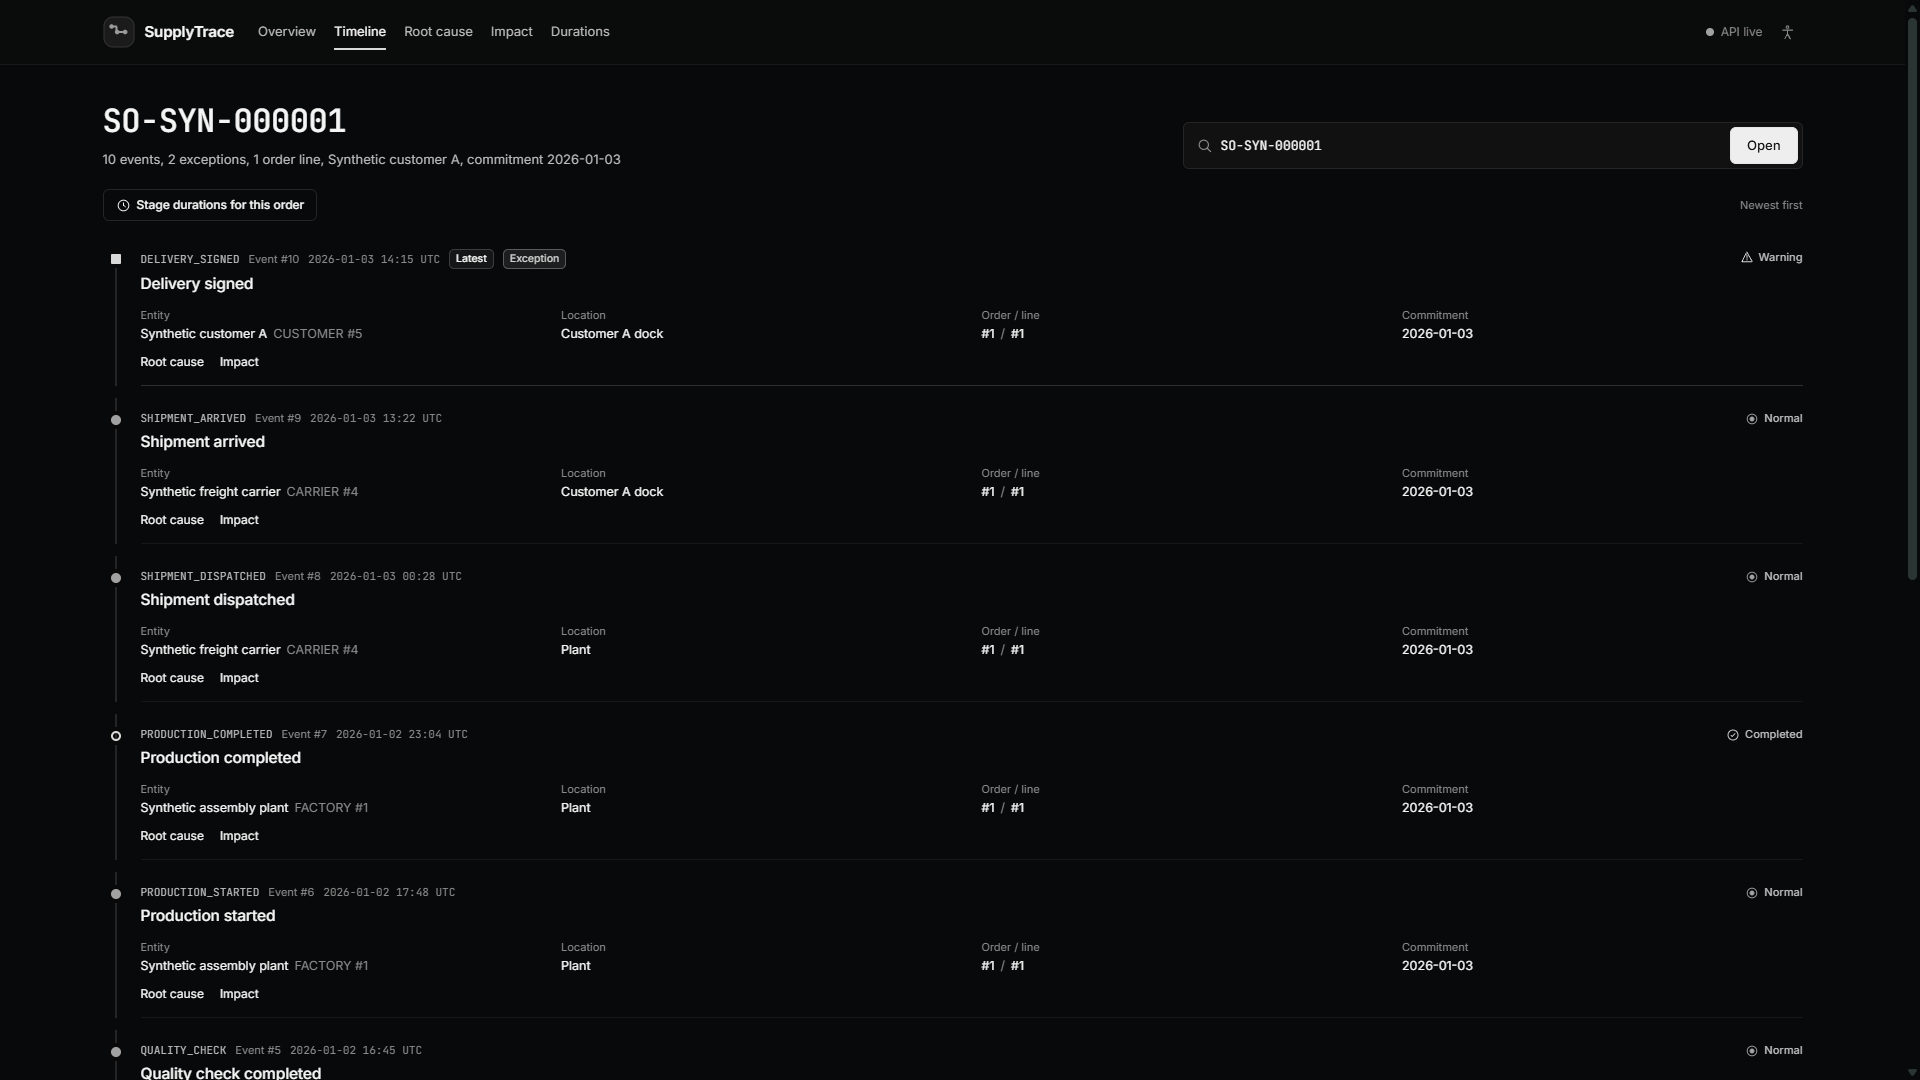 SupplyTrace Overview Timeline Root cause Impact Durations API live
SO-SYN-000001
10 events, 2 exceptions, 1 order line, Synthetic customer A, commitment 2026-01-03
SO-SYN-000001 Open
Stage durations for this order
Newest first
DELIVERY_SIGNED Event #10 2026-01-03 14:15 UTC Latest Exception Warning
Delivery signed
Entity Location Order / line Commitment
Synthetic customer A CUSTOMER #5 Customer A dock #1 / #1 2026-01-03
Root cause Impact
SHIPMENT_ARRIVED Event #9 2026-01-03 13:22 UTC Normal
Shipment arrived
Entity Location Order / line Commitment
Synthetic freight carrier CARRIER #4 Customer A dock #1 / #1 2026-01-03
Root cause Impact
SHIPMENT_DISPATCHED Event #8 2026-01-03 00:28 UTC Normal
Shipment dispatched
Entity Location Order / line Commitment
Synthetic freight carrier CARRIER #4 Plant #1 / #1 2026-01-03
Root cause Impact
PRODUCTION_COMPLETED Event #7 2026-01-02 23:04 UTC Completed
Production completed
Entity Location Order / line Commitment
Synthetic assembly plant FACTORY #1 Plant #1 / #1 2026-01-03
Root cause Impact
PRODUCTION_STARTED Event #6 2026-01-02 17:48 UTC Normal
Production started
Entity Location Order / line Commitment
Synthetic assembly plant FACTORY #1 Plant #1 / #1 2026-01-03
Root cause Impact
QUALITY_CHECK Event #5 2026-01-02 16:45 UTC Normal
Quality check completed